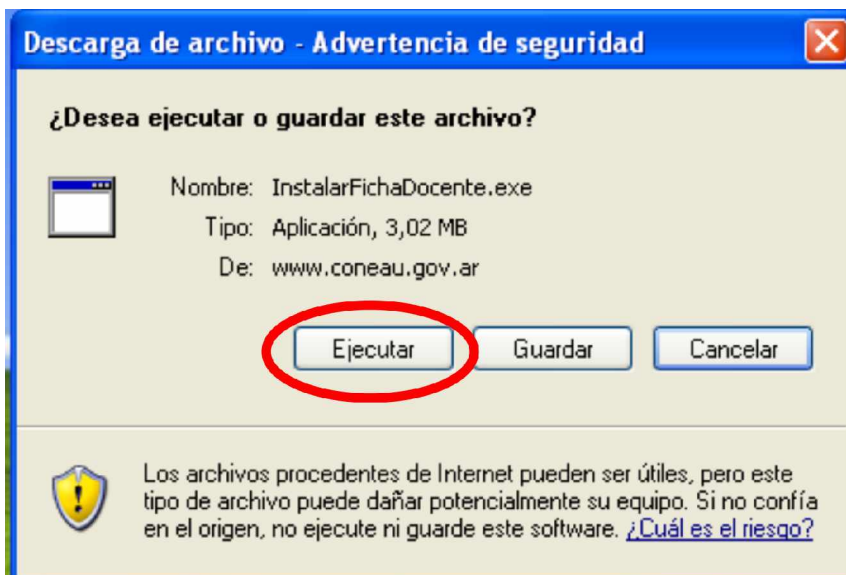 Descarga de archivo - Advertencia de seguridad
¿Desea ejecutar o guardar este archivo?
Nombre: InstalarFichaDocente.exe
Tipo: Aplicación, 3,02 MB
De: www.coneau.gov.ar
Ejecutar Guardar Cancelar
Los archivos procedentes de Internet pueden ser útiles, pero este
tipo de archivo puede dañar potencialmente su equipo. Si no confía
en el origen, no ejecute ni guarde este software. ¿Cuál es el riesgo?